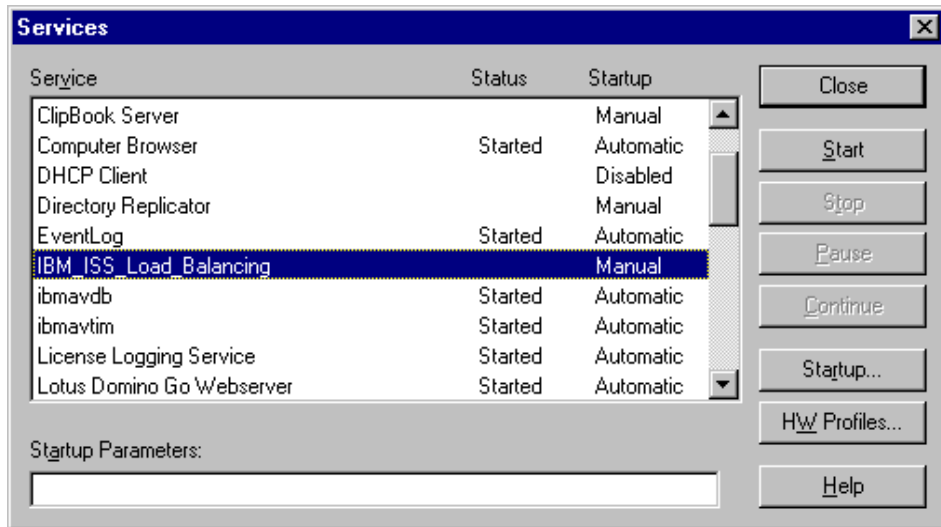 Services
Service Status Startup
ClipBook Server Manual
Computer Browser Started Automatic
DHCP Client Disabled
Directory Replicator Manual
EventLog Started Automatic
IBM_ISS_Load_Balancing Manual
ibmavdb Started Automatic
ibmavtim Started Automatic
License Logging Service Started Automatic
Lotus Domino Go Webserver Started Automatic
Startup Parameters:
Close
Start
Stop
Pause
Continue
Startup...
HW Profiles...
Help